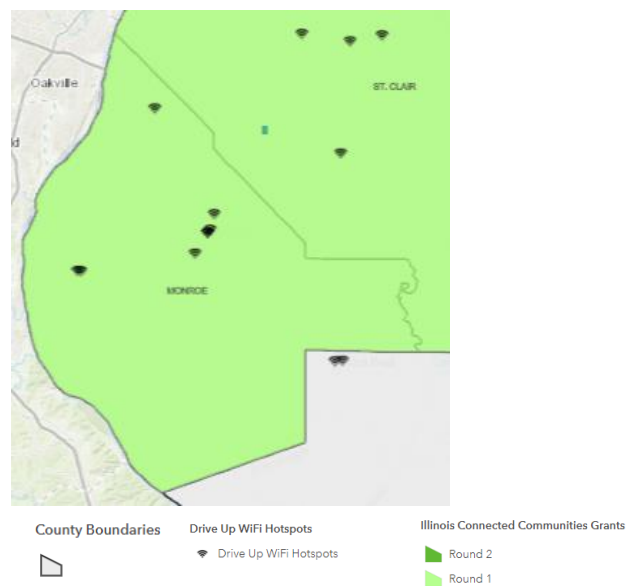 Oakville
ST. CLAIR
d
MONROE
County Boundaries
Drive Up WiFi Hotspots
Illinois Connected Communities Grants
Drive Up WiFi Hotspots
Round 2
Round 1